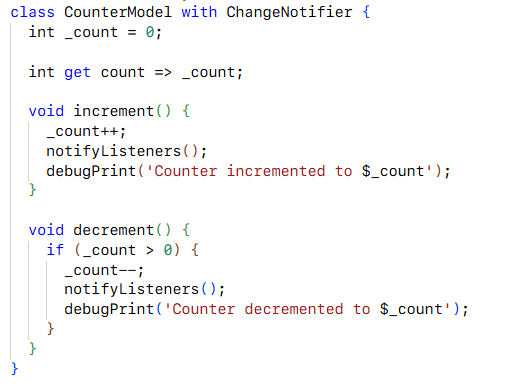 class CounterModel with ChangeNotifier {
  int _count = 0;

  int get count => _count;

  void increment() {
    _count++;
    notifyListeners();
    debugPrint('Counter incremented to $_count');
  }

  void decrement() {
    if (_count > 0) {
      _count--;
      notifyListeners();
      debugPrint('Counter decremented to $_count');
    }
  }
}